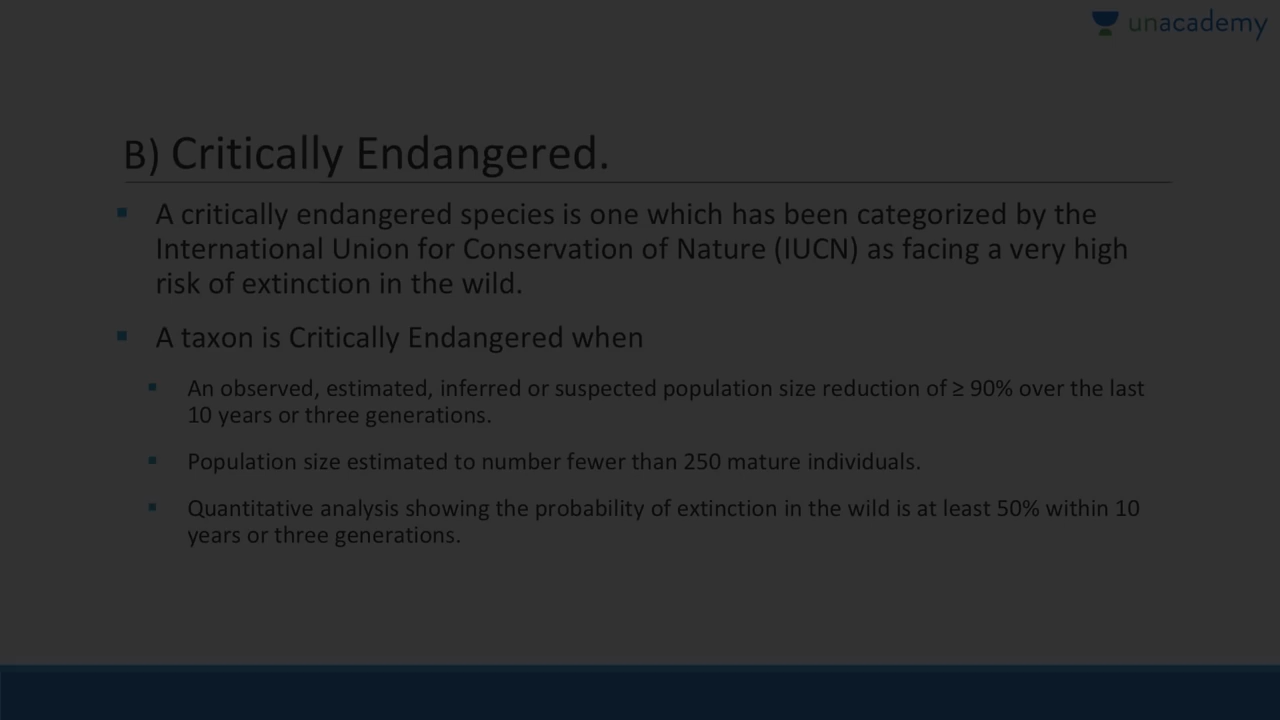 unacademy
B) Critically Endangered.
▪ A critically endangered species is one which has been categorized by the
International Union for Conservation of Nature (IUCN) as facing a very high
risk of extinction in the wild.
▪ A taxon is Critically Endangered when
▪ An observed, estimated, inferred or suspected population size reduction of ≥ 90% over the last
10 years or three generations.
▪ Population size estimated to number fewer than 250 mature individuals.
▪ Quantitative analysis showing the probability of extinction in the wild is at least 50% within 10
years or three generations.